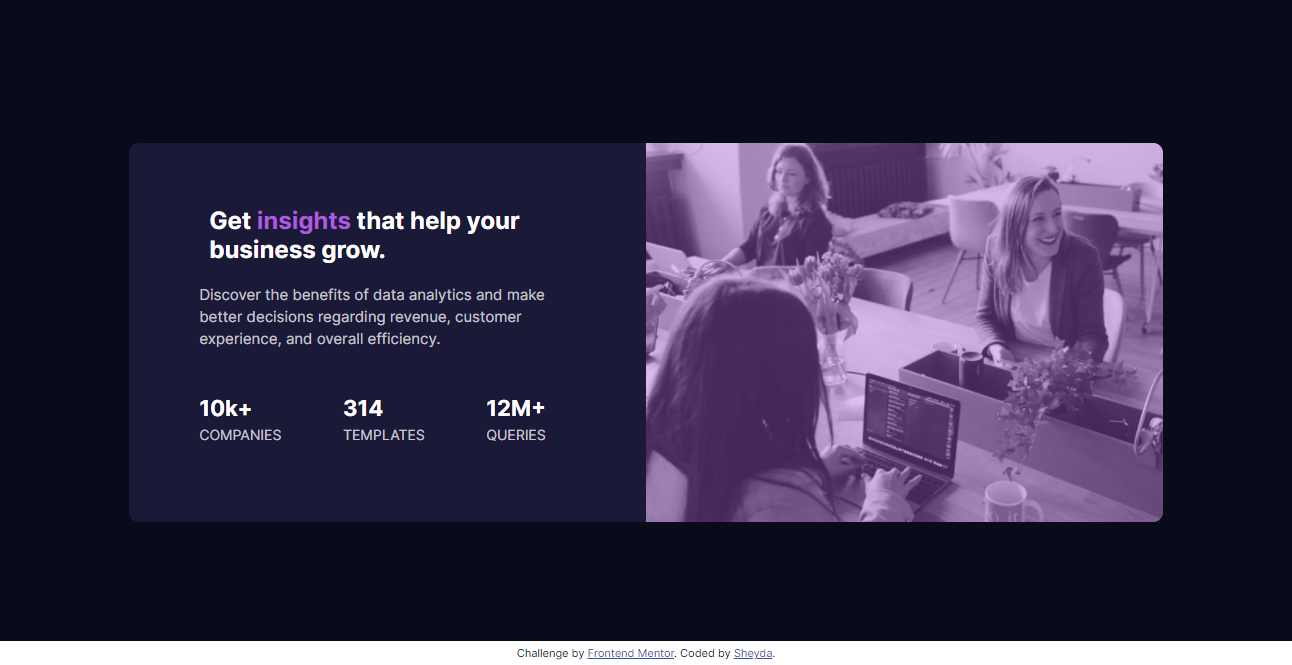 Get insights that help your
business grow.
Discover the benefits of data analytics and make
better decisions regarding revenue, customer
experience, and overall efficiency.
10k+ 314 12M+
COMPANIES TEMPLATES QUERIES
Challenge by Frontend Mentor. Coded by Sheyda.